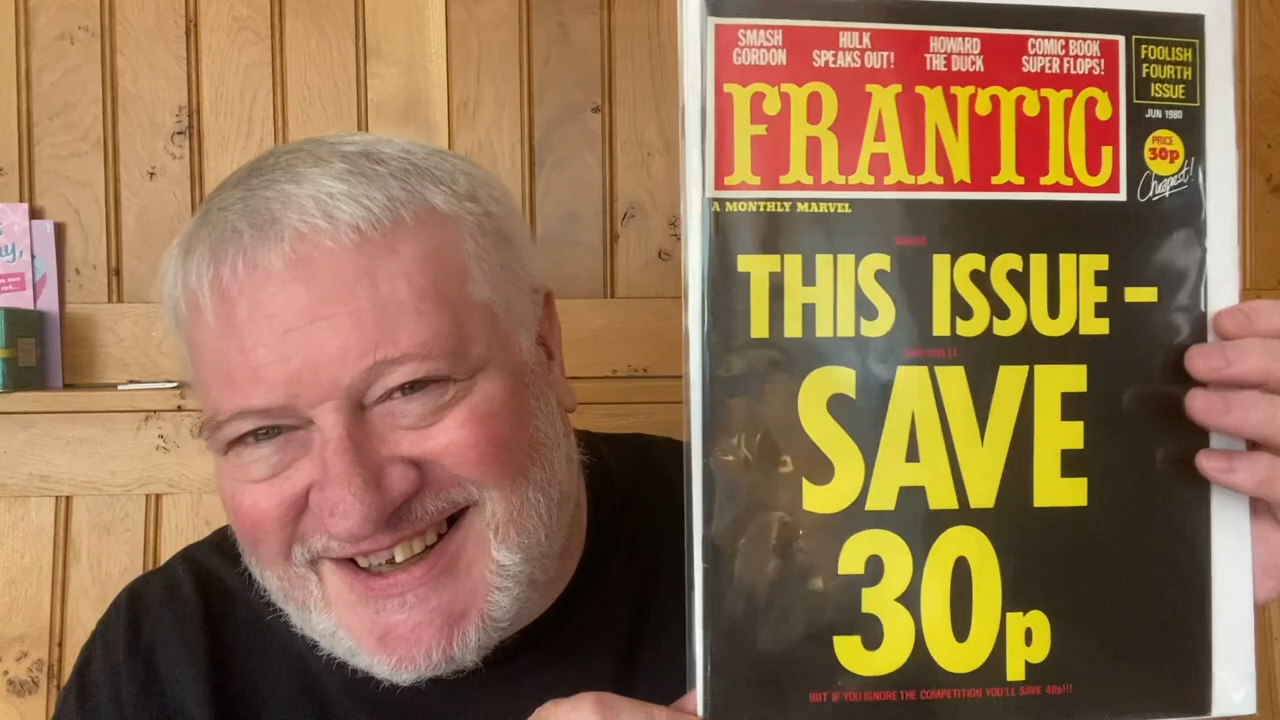 SMASH
GORDON
HULK
SPEAKS OUT!
HOWARD
THE DUCK
COMIC BOOK
SUPER FLOPS!
FRANTIC
A MONTHLY MARVEL
FOOLISH
FOURTH
ISSUE
JUN 1980
PRICE
30p
Cheapest!
THIS ISSUE–
SAVE
30p
BUT IF YOU IGNORE THE COMPETITION YOU'LL SAVE 40p!!!